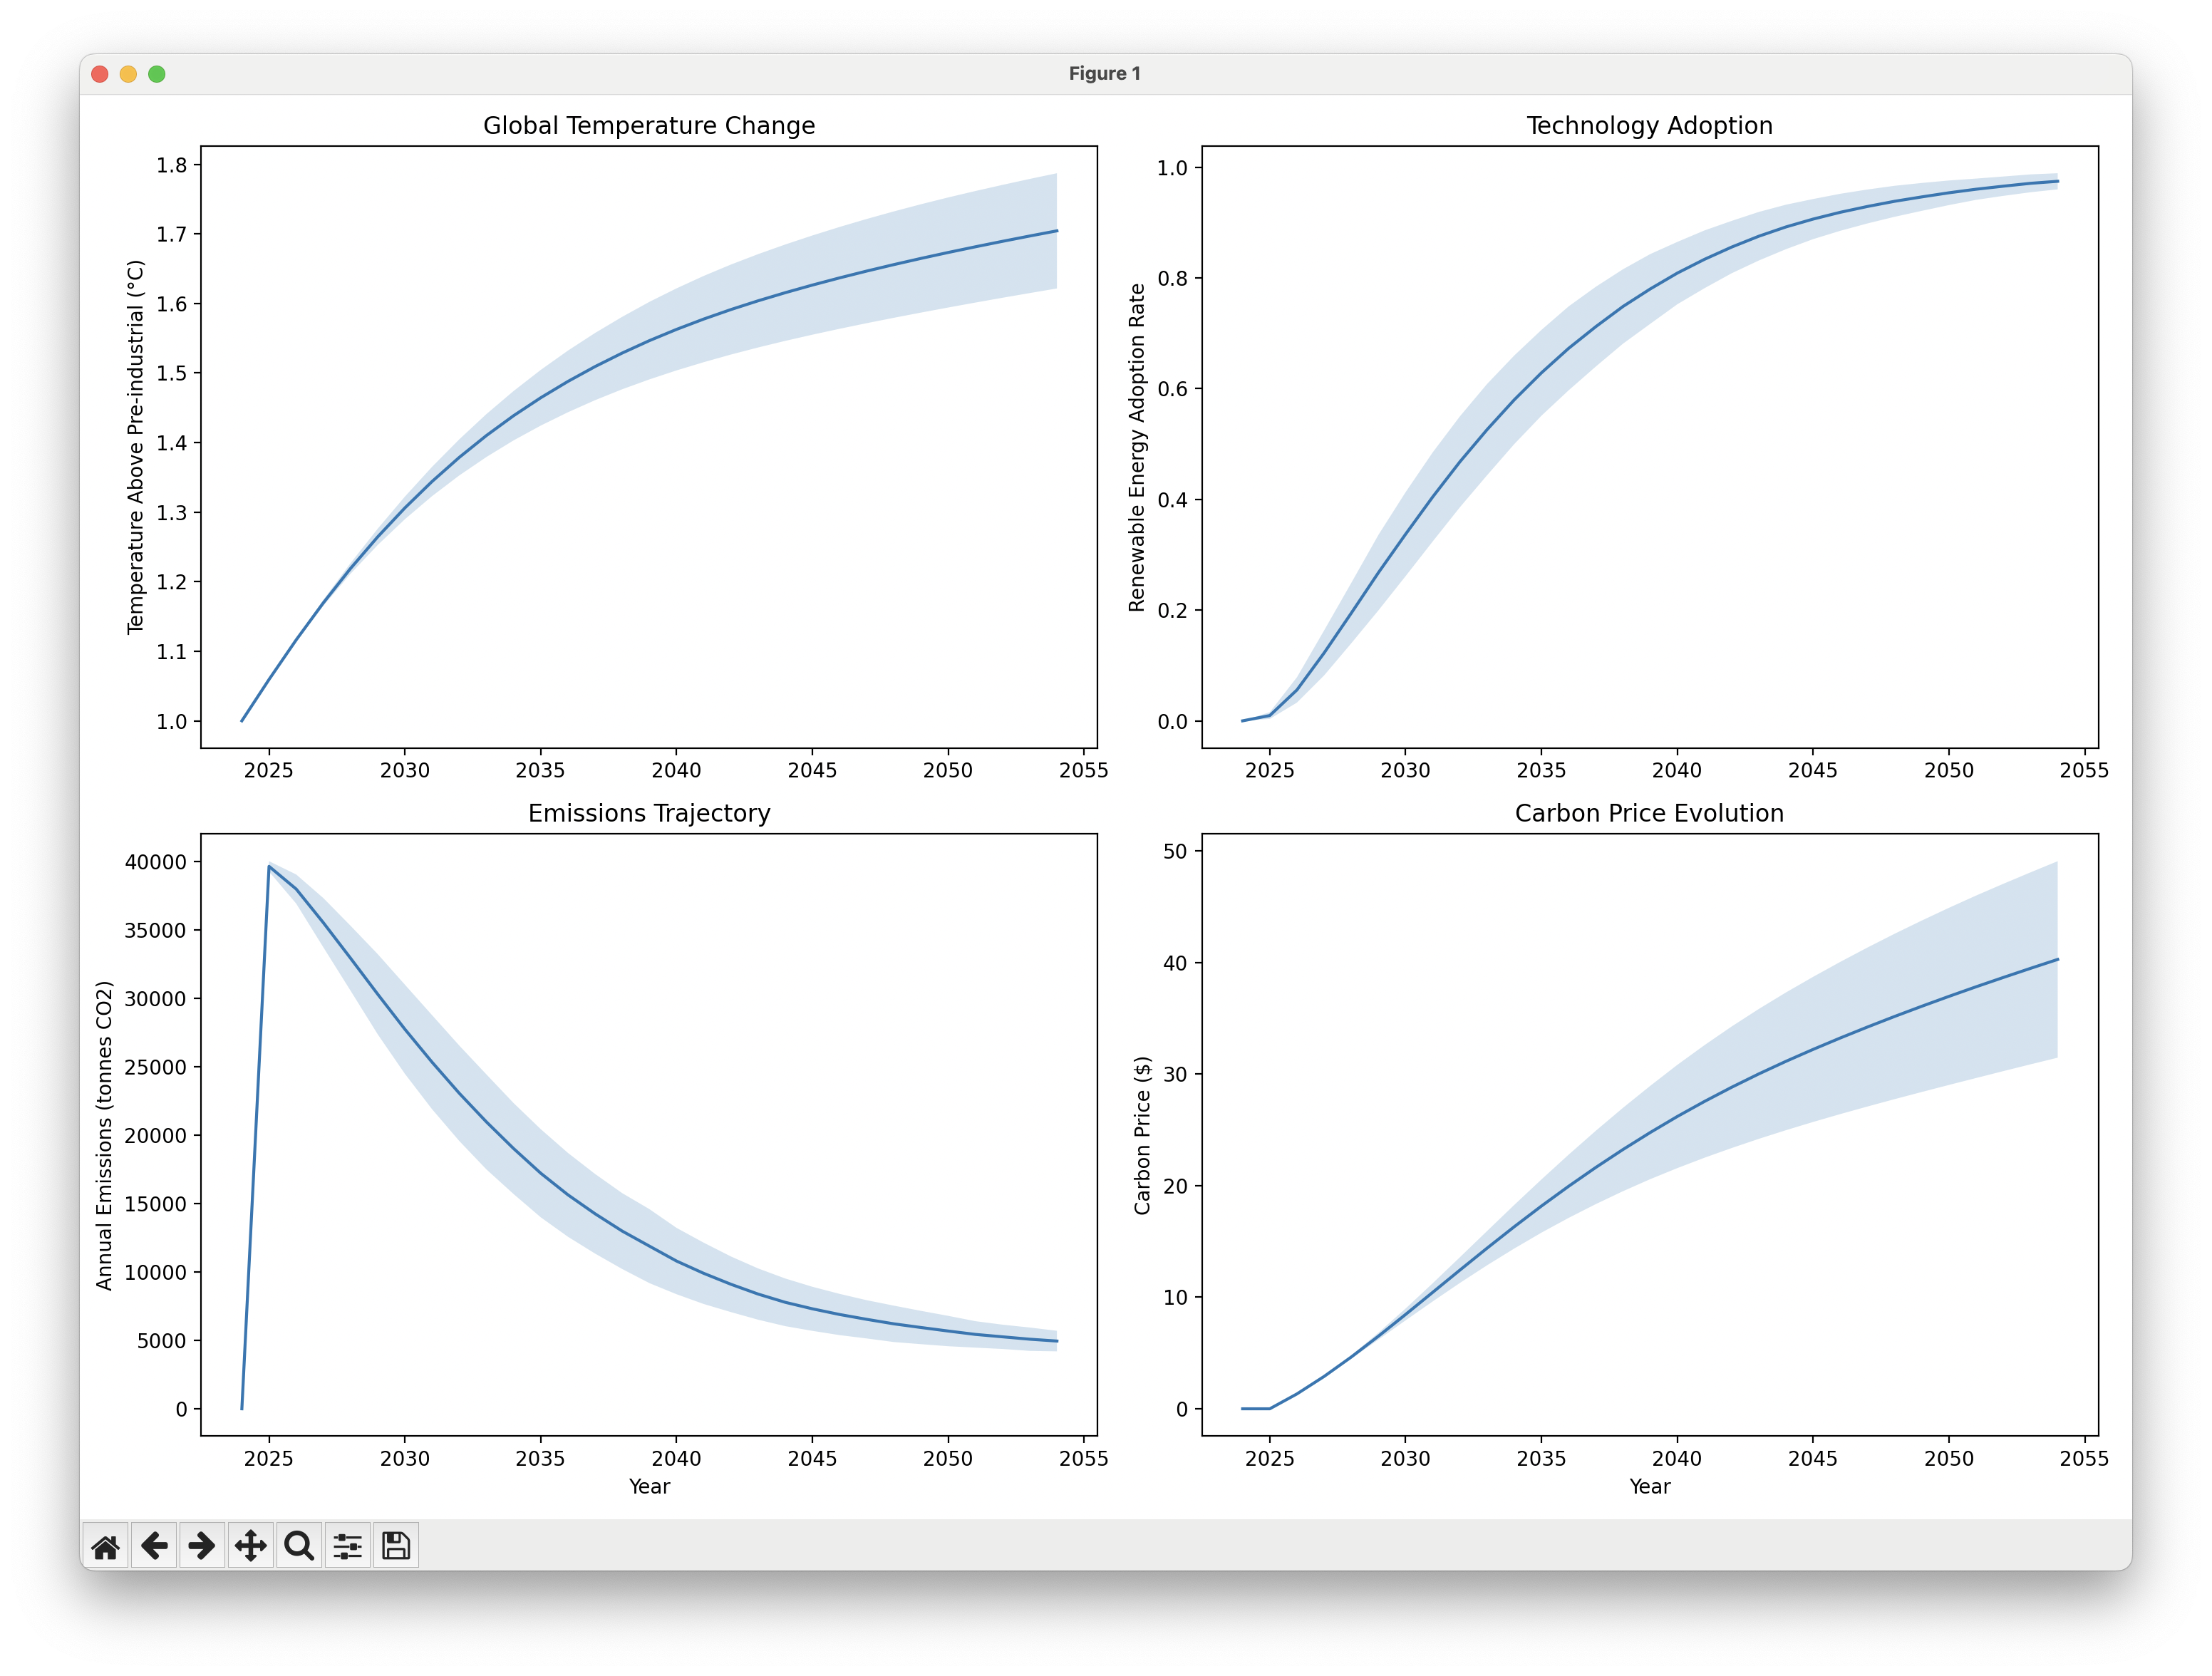 Figure 1
Global Temperature Change
Temperature Above Pre-industrial (°C)
1.8
1.7
1.6
1.5
1.4
1.3
1.2
1.1
1.0
2025 2030 2035 2040 2045 2050 2055
Technology Adoption
Renewable Energy Adoption Rate
1.0
0.8
0.6
0.4
0.2
0.0
2025 2030 2035 2040 2045 2050 2055
Emissions Trajectory
Annual Emissions (tonnes CO2)
40000
35000
30000
25000
20000
15000
10000
5000
0
2025 2030 2035 2040 2045 2050 2055
Year
Carbon Price Evolution
Carbon Price ($)
50
40
30
20
10
0
2025 2030 2035 2040 2045 2050 2055
Year